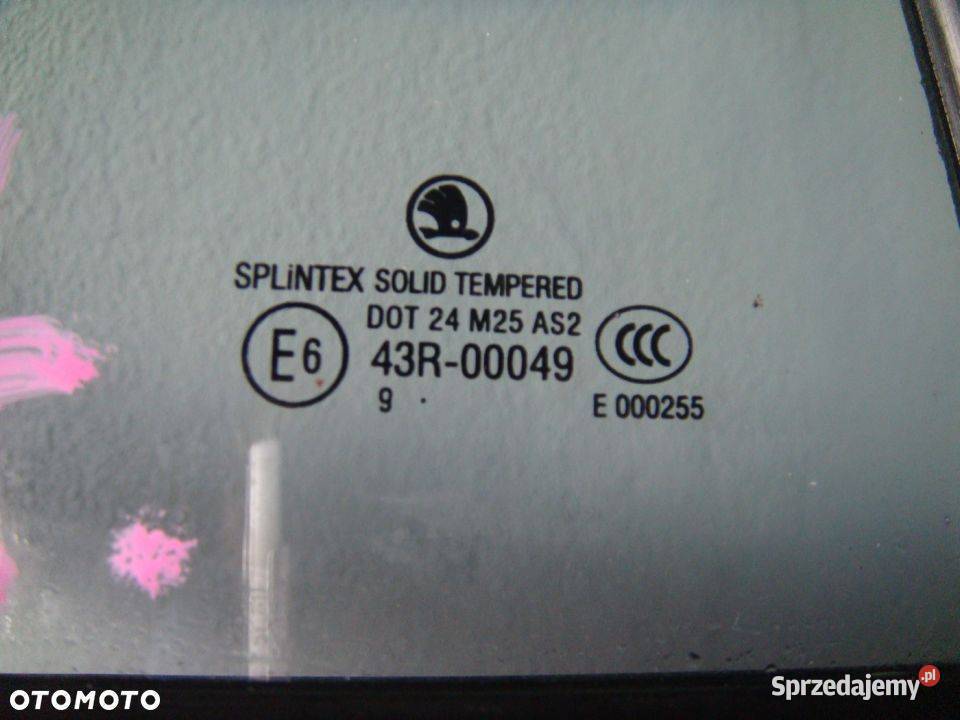 SPLiNTEX SOLID TEMPERED
DOT 24 M25 AS2
E6 43R-00049 CCC
9 .
E 000255
OTOMOTO
Sprzedajemy.pl